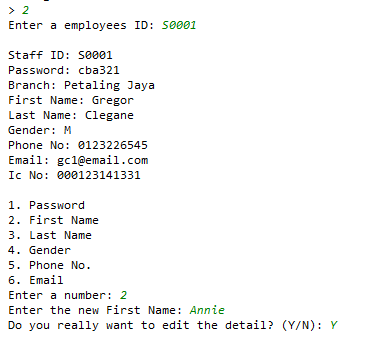 > 2
Enter a employees ID: S0001
Staff ID: S0001
Password: cba321
Branch: Petaling Jaya
First Name: Gregor
Last Name: Clegane
Gender: M
Phone No: 0123226545
Email: gc1@email.com
Ic No: 000123141331
1. Password
2. First Name
3. Last Name
4. Gender
5. Phone No.
6. Email
Enter a number: 2
Enter the new First Name: Annie
Do you really want to edit the detail? (Y/N): Y